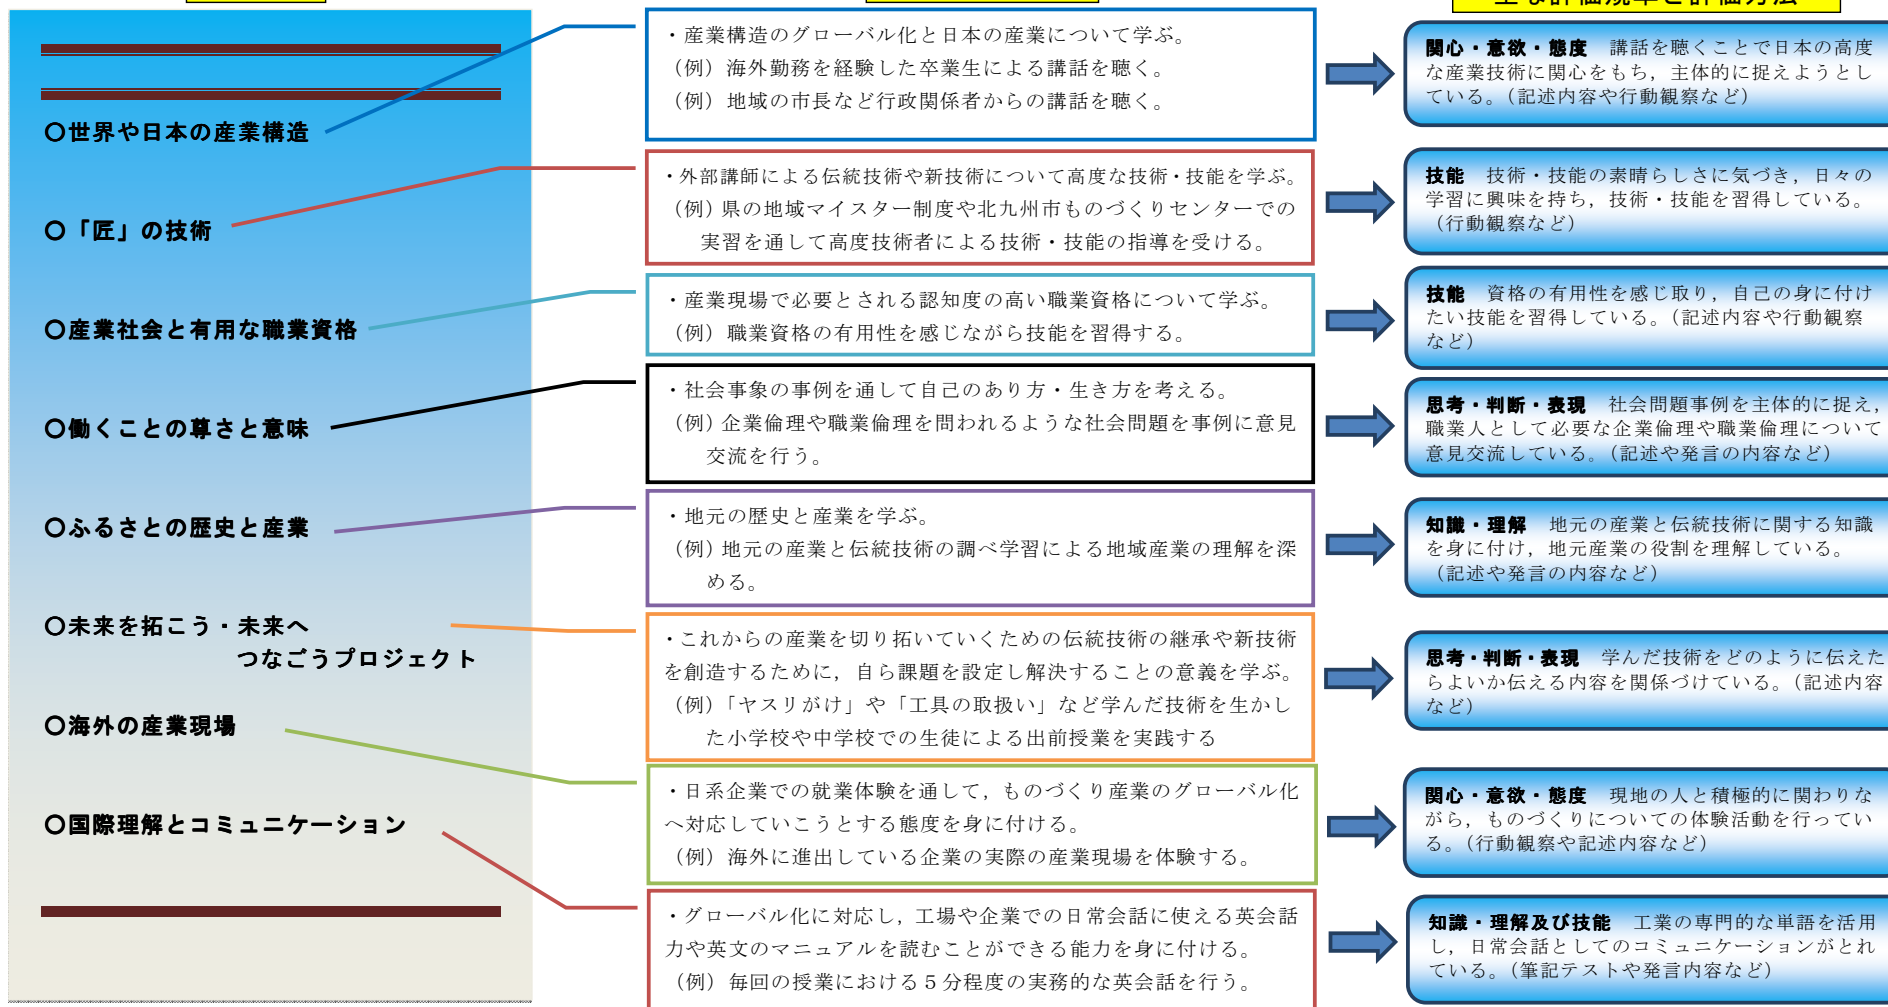 主な評価規準と評価方法
〇世界や日本の産業構造
〇「匠」の技術
〇産業社会と有用な職業資格
〇働くことの尊さと意味
〇ふるさとの歴史と産業
〇未来を拓こう・未来へ
つなごうプロジェクト
〇海外の産業現場
〇国際理解とコミュニケーション
・産業構造のグローバル化と日本の産業について学ぶ。
（例）海外勤務を経験した卒業生による講話を聴く。
（例）地域の市長など行政関係者からの講話を聴く。
・外部講師による伝統技術や新技術について高度な技術・技能を学ぶ。
（例）県の地域マイスター制度や北九州市ものづくりセンターでの
実習を通して高度技術者による技術・技能の指導を受ける。
・産業現場で必要とされる認知度の高い職業資格について学ぶ。
（例）職業資格の有用性を感じながら技能を習得する。
・社会事象の事例を通して自己のあり方・生き方を考える。
（例）企業倫理や職業倫理を問われるような社会問題を事例に意見
交流を行う。
・地元の歴史と産業を学ぶ。
（例）地元の産業と伝統技術の調べ学習による地域産業の理解を深
める。
・これからの産業を切り拓いていくための伝統技術の継承や新技術
を創造するために，自ら課題を設定し解決することの意義を学ぶ。
（例）「ヤスリがけ」や「工具の取扱い」など学んだ技術を生かし
た小学校や中学校での生徒による出前授業を実践する
・日系企業での就業体験を通して，ものづくり産業のグローバル化
へ対応していこうとする態度を身に付ける。
（例）海外に進出している企業の実際の産業現場を体験する。
・グローバル化に対応し，工場や企業での日常会話に使える英会話
力や英文のマニュアルを読むことができる能力を身に付ける。
（例）毎回の授業における５分程度の実務的な英会話を行う。
関心・意欲・態度　講話を聴くことで日本の高度
な産業技術に関心をもち，主体的に捉えようとし
ている。（記述内容や行動観察など）
技能　技術・技能の素晴らしさに気づき，日々の
学習に興味を持ち，技術・技能を習得している。
（行動観察など）
技能　資格の有用性を感じ取り，自己の身に付け
たい技能を習得している。（記述内容や行動観察
など）
思考・判断・表現　社会問題事例を主体的に捉え，
職業人として必要な企業倫理や職業倫理について
意見交流している。（記述や発言の内容など）
知識・理解　地元の産業と伝統技術に関する知識
を身に付け，地元産業の役割を理解している。
（記述や発言の内容など）
思考・判断・表現　学んだ技術をどのように伝えた
らよいか伝える内容を関係づけている。（記述内容
など）
関心・意欲・態度　現地の人と積極的に関わりな
がら，ものづくりについての体験活動を行ってい
る。（行動観察や記述内容など）
知識・理解及び技能　工業の専門的な単語を活用
し，日常会話としてのコミュニケーションがとれ
ている。（筆記テストや発言内容など）